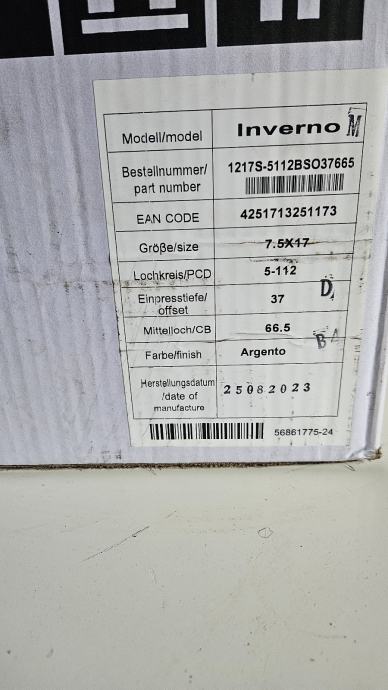 Modell/model Inverno M
Bestellnummer/ 1217S-5112BSO37665
part number
EAN CODE 4251713251173
Größe/size 7.5X17
Lochkreis/PCD 5-112
Einpresstiefe/ 37 D
offset
Mittelloch/CB 66.5
Farbe/finish Argento
Herstellungsdatum 25082023
/date of
manufacture
56861775-24